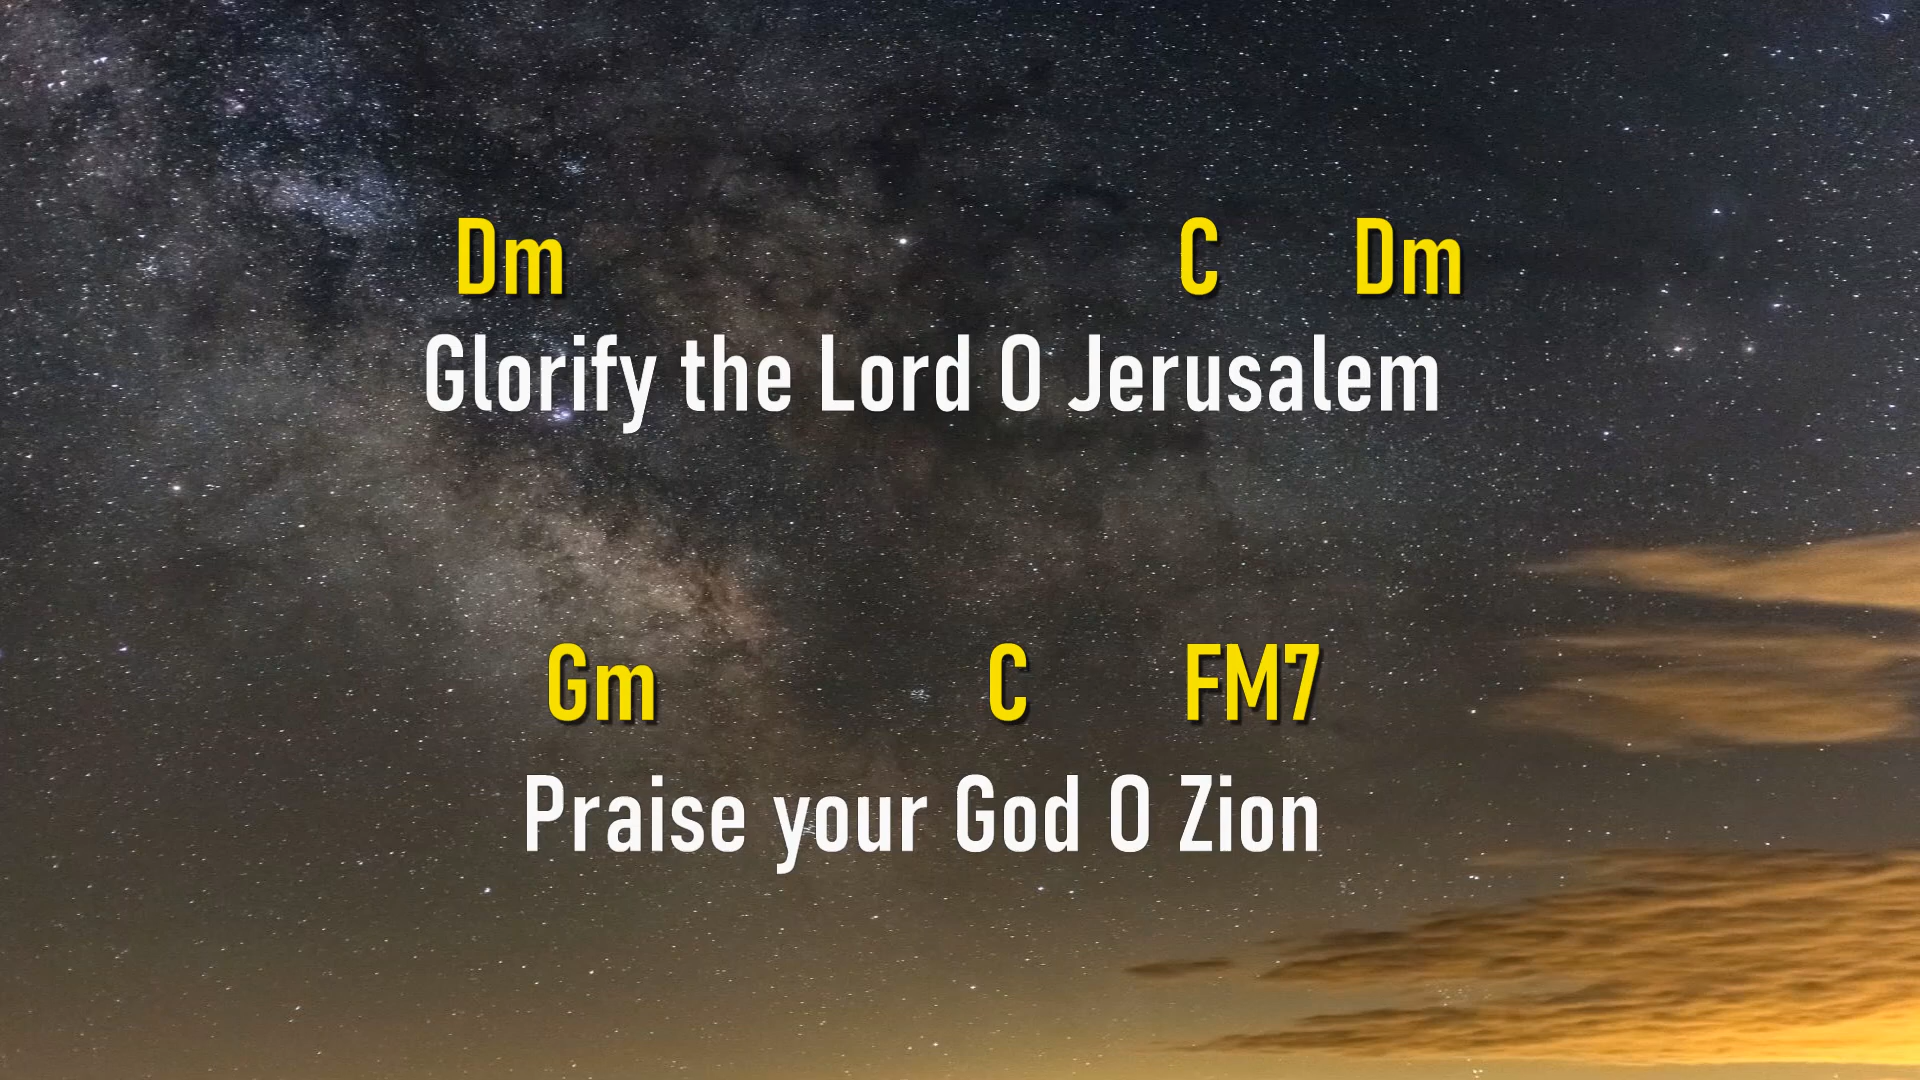 Dm C Dm
Glorify the Lord O Jerusalem
Gm C FM7
Praise your God O Zion